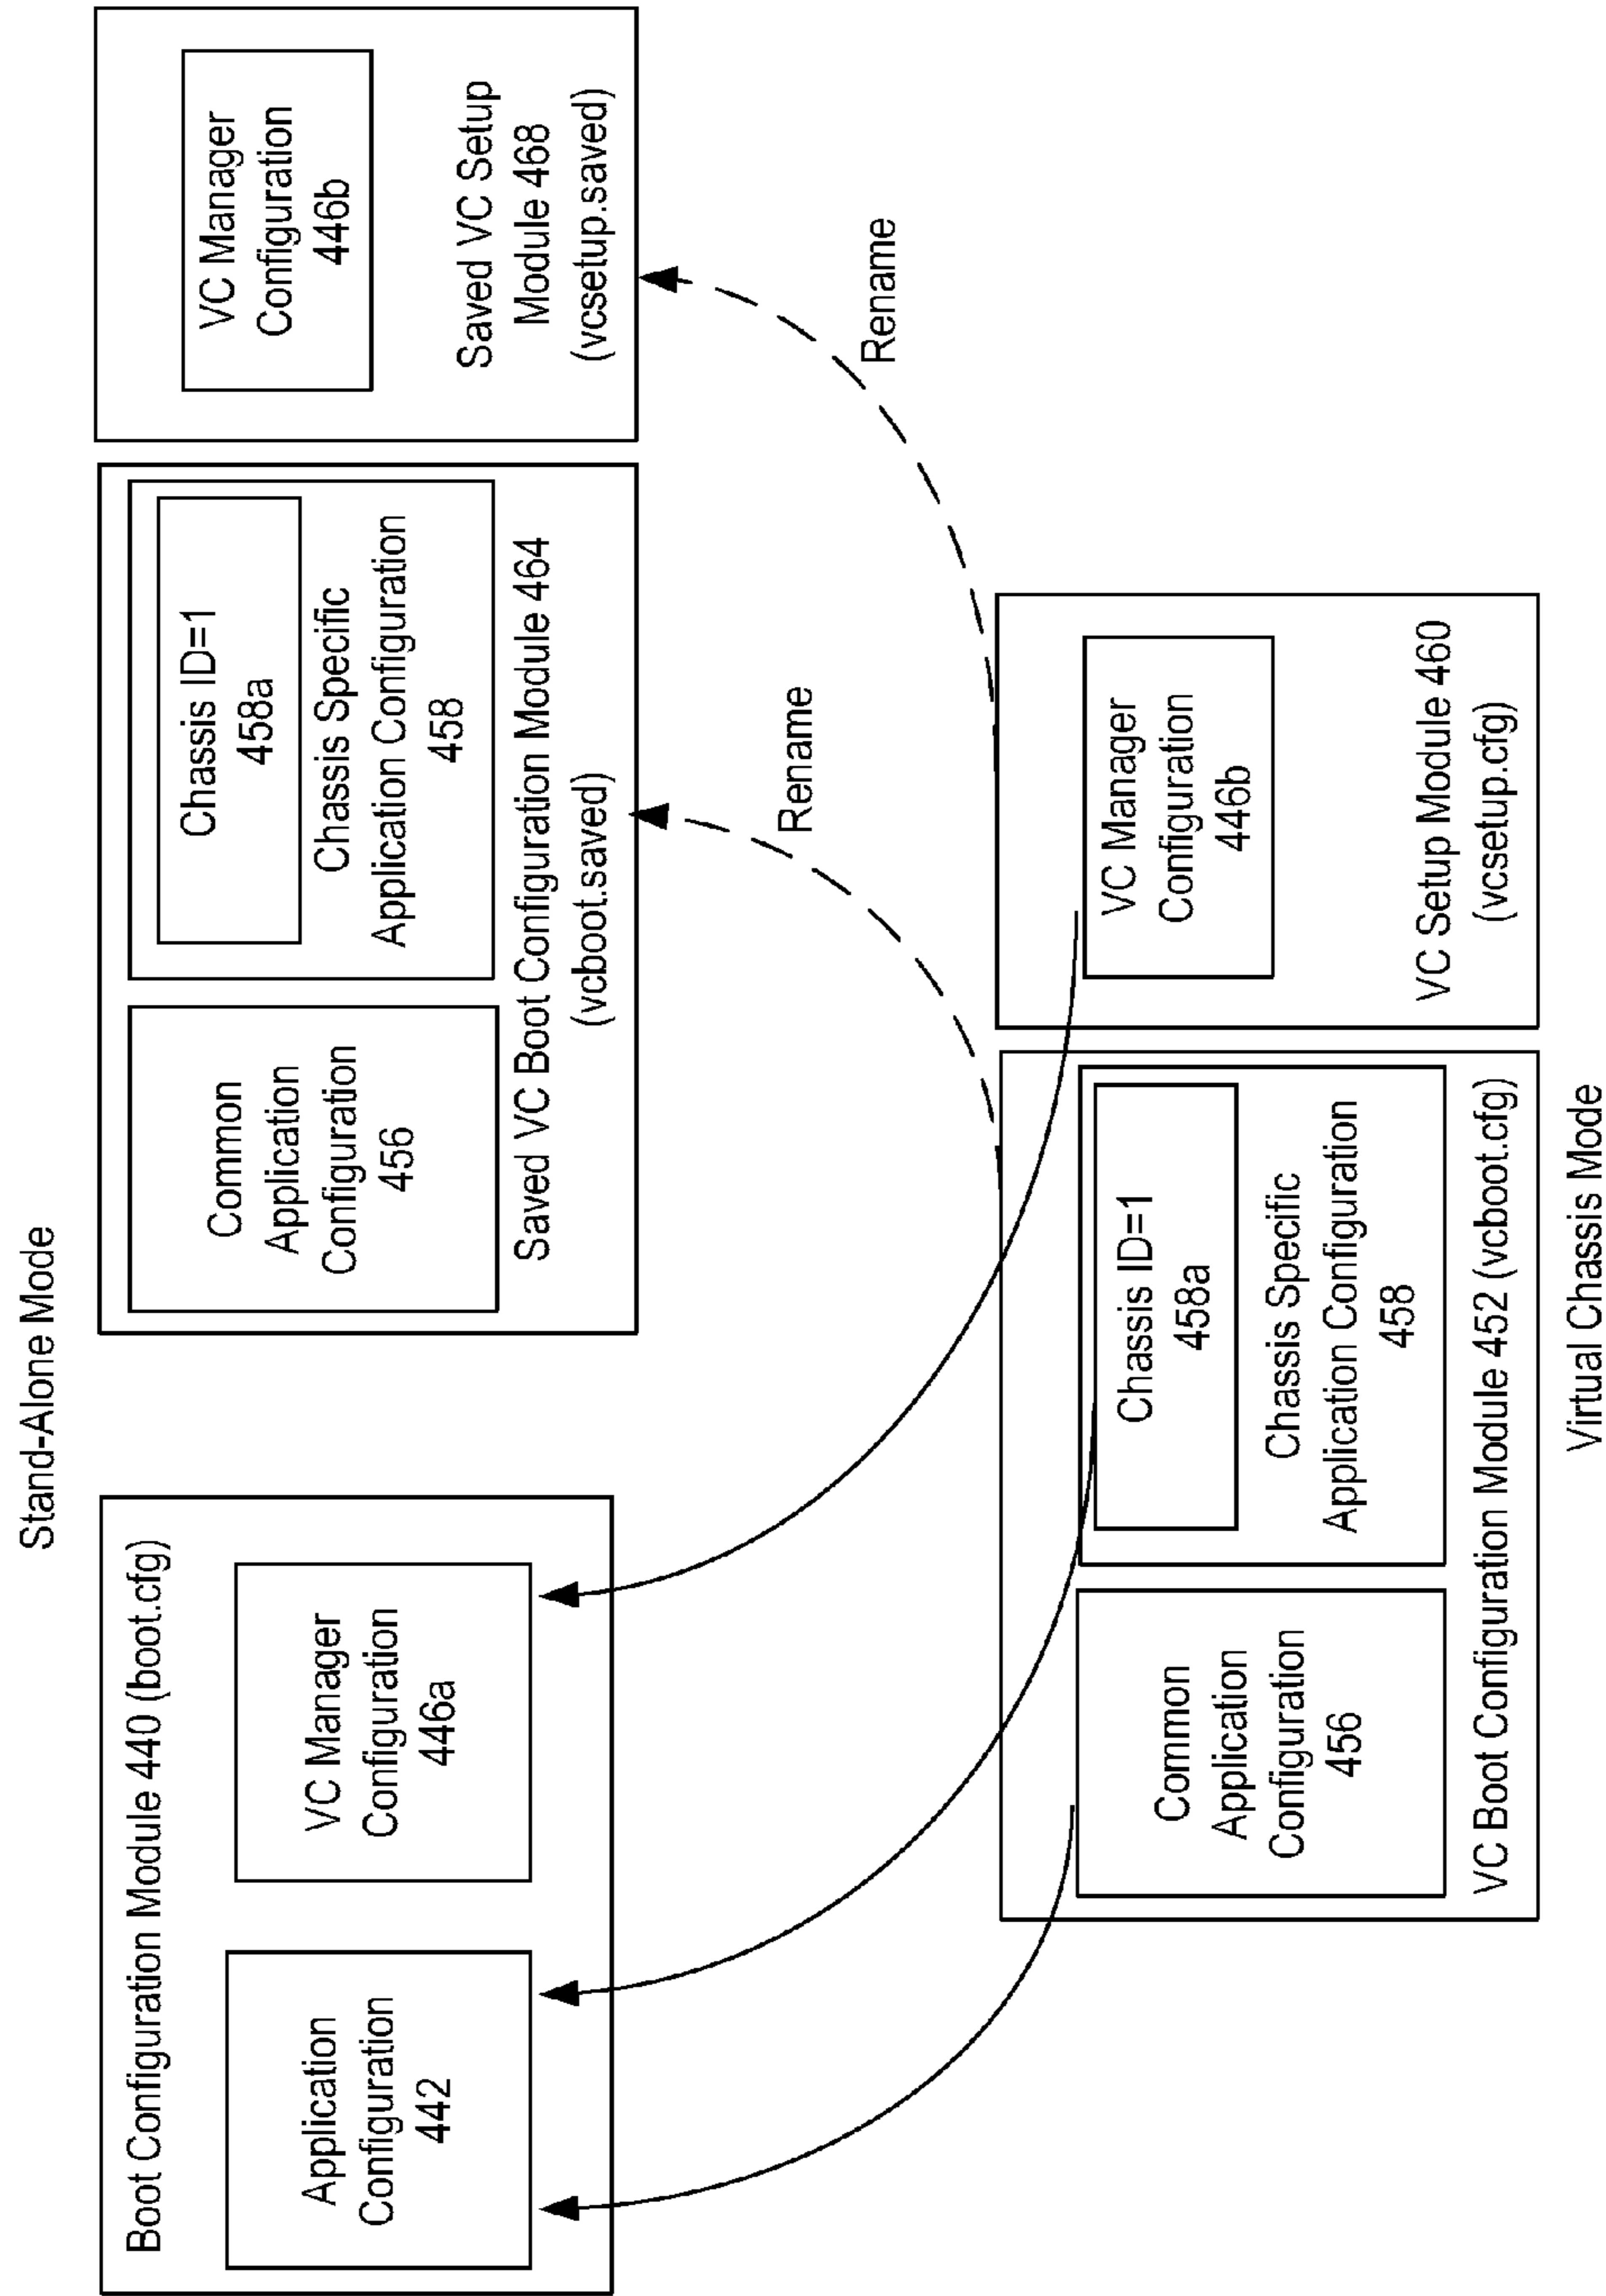 Stand-Alone Mode
Boot Configuration Module 440 (boot.cfg)
Application
Configuration
442
VC Manager
Configuration
446a
Common
Application
Configuration
456
Chassis ID=1
458a
Chassis Specific
Application Configuration
458
Saved VC Boot Configuration Module 464
(vcboot.saved)
VC Manager
Configuration
446b
Saved VC Setup
Module 468
(vcsetup.saved)
Rename
Rename
Common
Application
Configuration
456
Chassis ID=1
458a
Chassis Specific
Application Configuration
458
VC Boot Configuration Module 452 (vcboot.cfg)
VC Manager
Configuration
446b
VC Setup Module 460
(vcsetup.cfg)
Virtual Chassis Mode